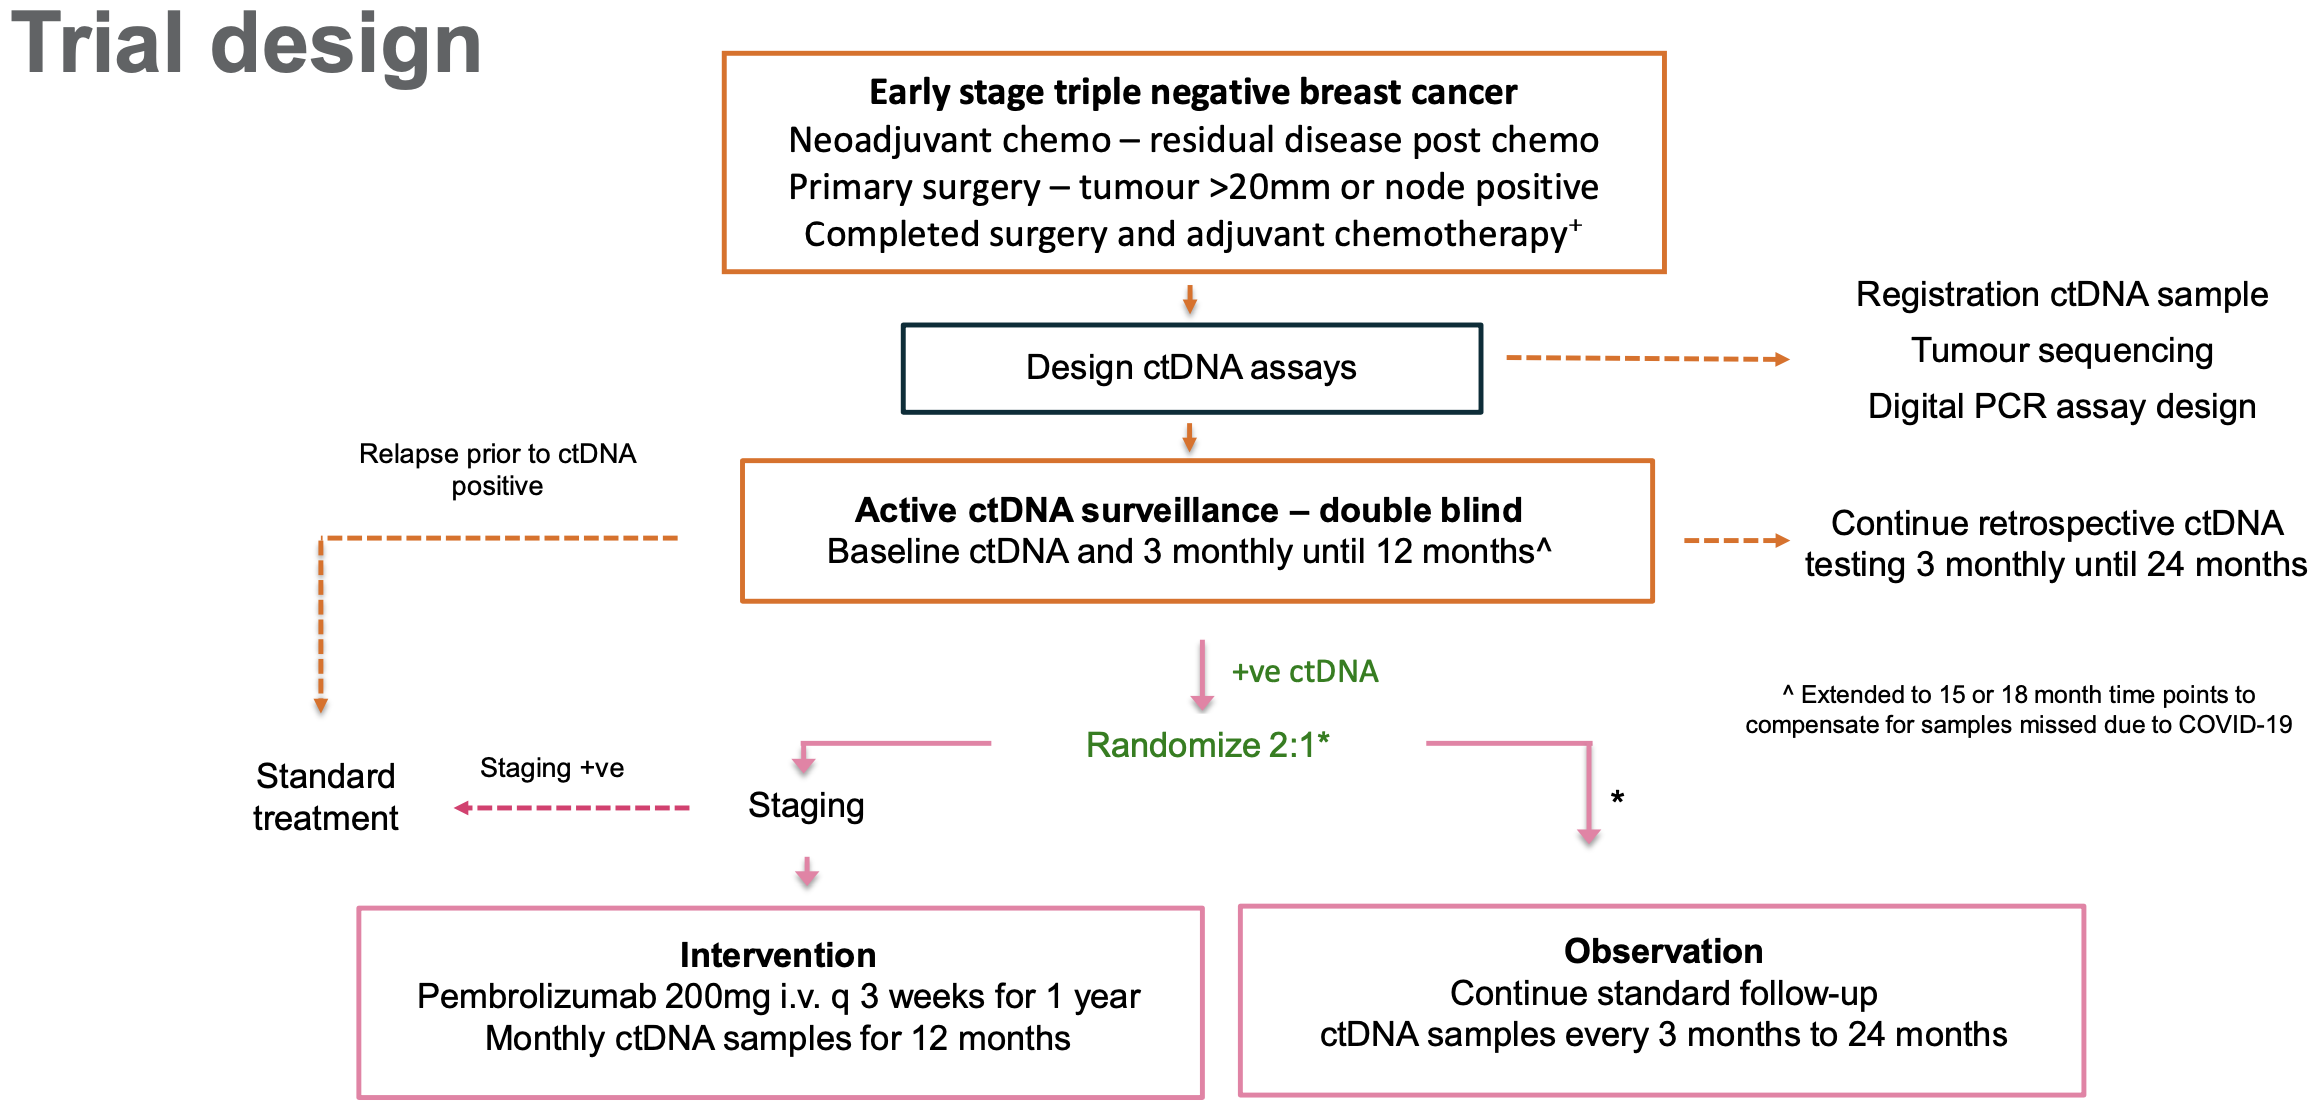 Trial design
Early stage triple negative breast cancer
Neoadjuvant chemo – residual disease post chemo
Primary surgery – tumour >20mm or node positive
Completed surgery and adjuvant chemotherapy⁺
Design ctDNA assays
Registration ctDNA sample
Tumour sequencing
Digital PCR assay design
Relapse prior to ctDNA
positive
Active ctDNA surveillance – double blind
Baseline ctDNA and 3 monthly until 12 months^
Continue retrospective ctDNA
testing 3 monthly until 24 months
+ve ctDNA
^ Extended to 15 or 18 month time points to
compensate for samples missed due to COVID-19
Randomize 2:1*
Standard
treatment
Staging +ve
Staging
*
Intervention
Pembrolizumab 200mg i.v. q 3 weeks for 1 year
Monthly ctDNA samples for 12 months
Observation
Continue standard follow-up
ctDNA samples every 3 months to 24 months